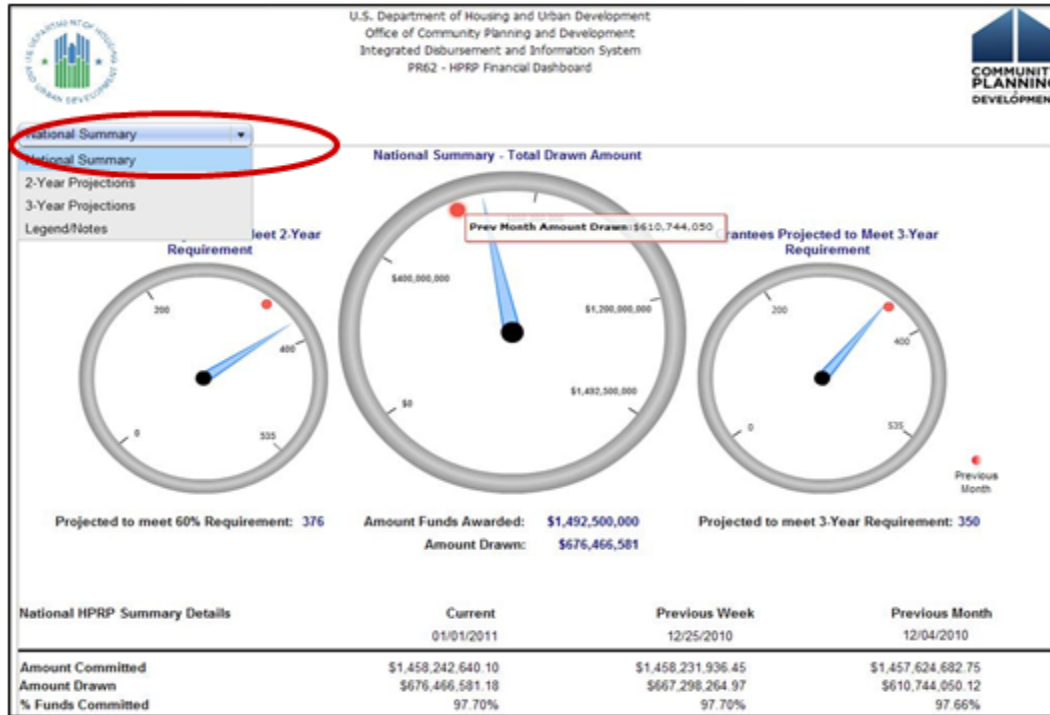 U.S. Department of Housing and Urban Development
Office of Community Planning and Development
Integrated Disbursement and Information System
PR62 - HPRP Financial Dashboard
U.S. DEPARTMENT OF HOUSING
AND URBAN DEVELOPMENT
COMMUNITY
PLANNING
DEVELOPMENT
National Summary
National Summary
2-Year Projections
3-Year Projections
Legend/Notes
National Summary - Total Drawn Amount
Prev Month Amount Drawn:$610,744,050
Meet 2-Year
Requirement
Grantees Projected to Meet 3-Year
Requirement
0
200
400
535
$0
$400,000,000
$1,200,000,000
$1,492,500,000
0
200
400
535
Previous
Month
Projected to meet 60% Requirement: 376
Amount Funds Awarded: $1,492,500,000
Amount Drawn: $676,466,581
Projected to meet 3-Year Requirement: 350
National HPRP Summary Details Current Previous Week Previous Month
01/01/2011 12/25/2010 12/04/2010
Amount Committed $1,458,242,640.10 $1,458,231,936.45 $1,457,624,682.75
Amount Drawn $676,466,581.18 $667,298,264.97 $610,744,050.12
% Funds Committed 97.70% 97.70% 97.66%